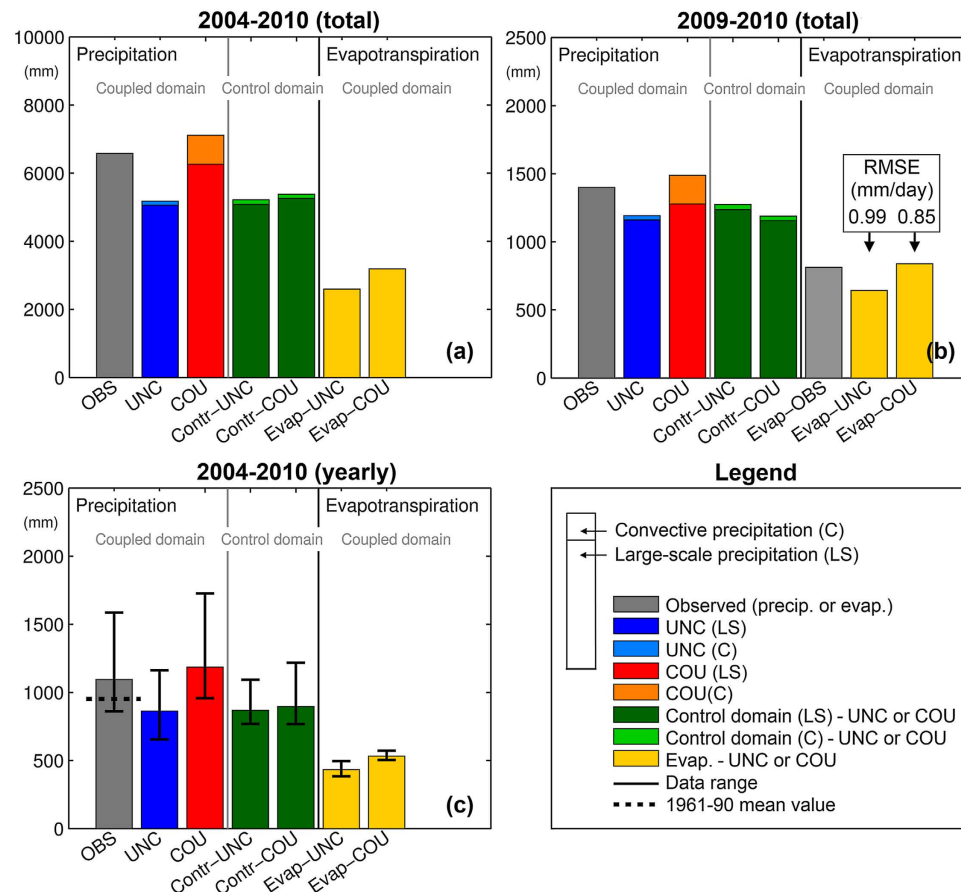 2004-2010 (total)
10000
(mm)
8000
6000
4000
2000
0
Precipitation
Evapotranspiration
Coupled domain
Control domain
Coupled domain
(a)
OBS
UNC
COU
Contr–UNC
Contr–COU
Evap–UNC
Evap–COU
2009-2010 (total)
2500
(mm)
2000
1500
1000
500
0
Precipitation
Evapotranspiration
Coupled domain
Control domain
Coupled domain
RMSE
(mm/day)
0.99 0.85
(b)
OBS
UNC
COU
Contr–UNC
Contr–COU
Evap–OBS
Evap–UNC
Evap–COU
2004-2010 (yearly)
2500
(mm)
2000
1500
1000
500
0
Precipitation
Evapotranspiration
Coupled domain
Control domain
Coupled domain
(c)
OBS
UNC
COU
Contr–UNC
Contr–COU
Evap–UNC
Evap–COU
Legend
Convective precipitation (C)
Large-scale precipitation (LS)
Observed (precip. or evap.)
UNC (LS)
UNC (C)
COU (LS)
COU(C)
Control domain (LS) - UNC or COU
Control domain (C) - UNC or COU
Evap. - UNC or COU
Data range
1961-90 mean value